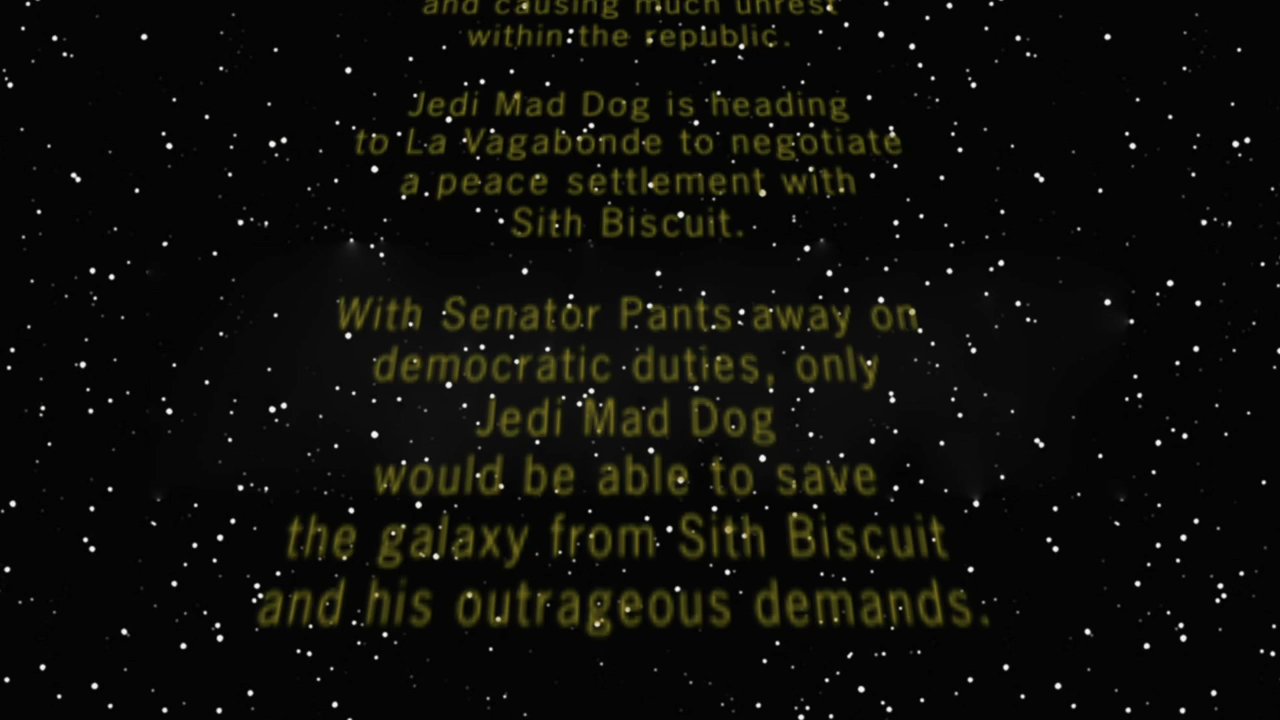 and causing much unrest
within the republic.
Jedi Mad Dog is heading
to La Vagabonde to negotiate
a peace settlement with
Sith Biscuit.
With Senator Pants away on
democratic duties, only
Jedi Mad Dog
would be able to save
the galaxy from Sith Biscuit
and his outrageous demands.